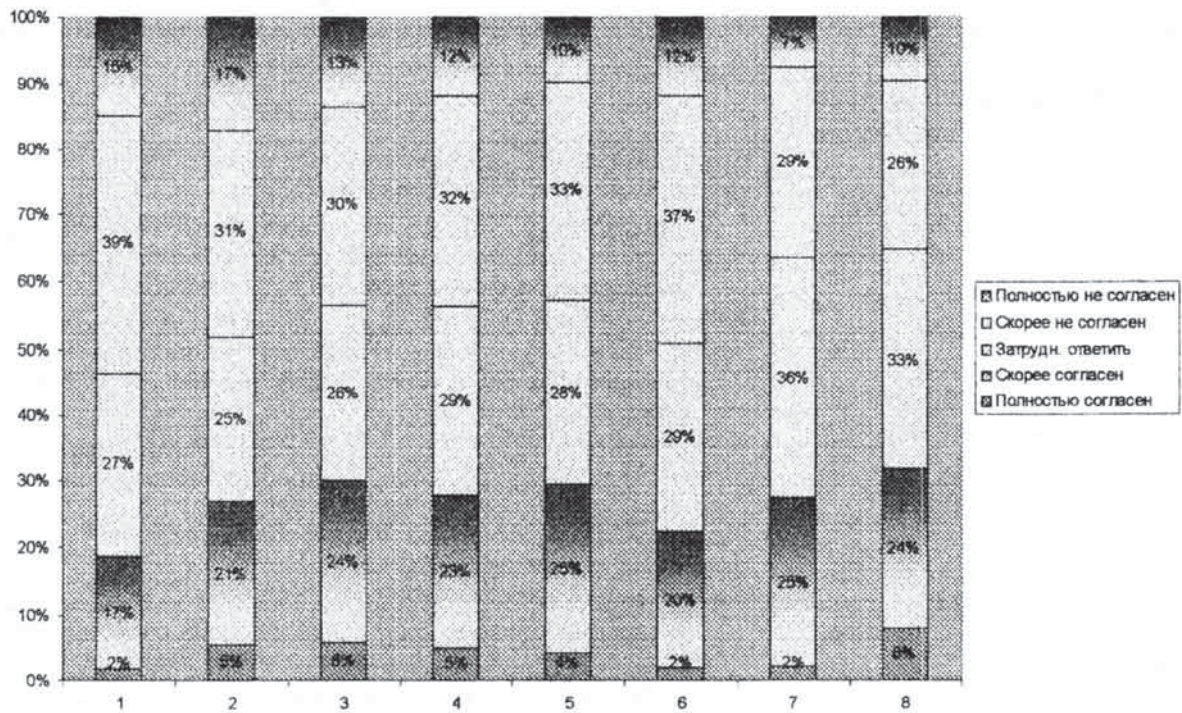 100%
90%
80%
70%
60%
50%
40%
30%
20%
10%
0%
15% 17% 13% 12% 10% 12% 7% 10%
39% 31% 30% 32% 33% 37% 29% 26%
27% 25% 26% 29% 28% 29% 36% 33%
17% 21% 24% 23% 25% 20% 25% 24%
2% 5% 6% 5% 4% 2% 2% 8%
1 2 3 4 5 6 7 8
Полностью не согласен
Скорее не согласен
Затрудн. ответить
Скорее согласен
Полностью согласен